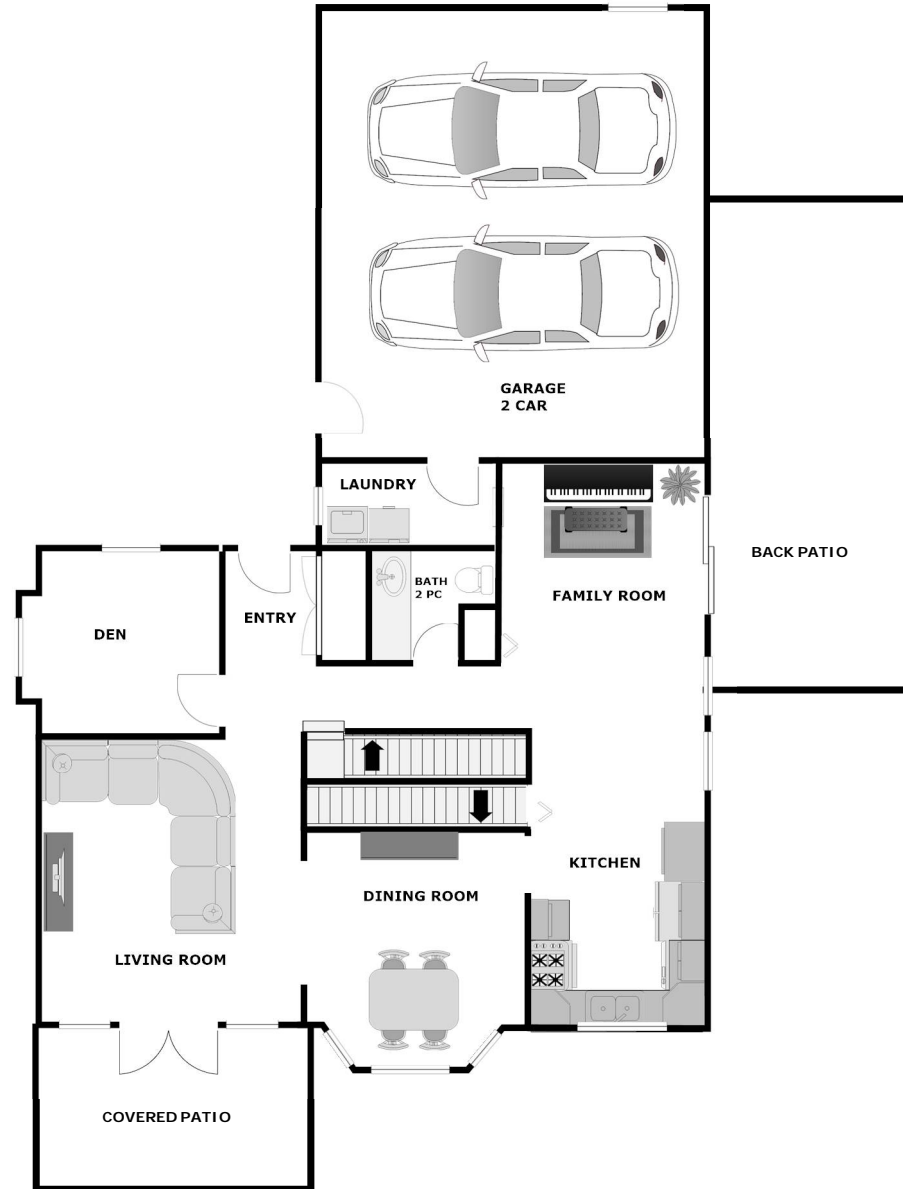 GARAGE
2 CAR
LAUNDRY
BACK PATIO
BATH
2 PC
FAMILY ROOM
ENTRY
DEN
KITCHEN
DINING ROOM
LIVING ROOM
COVERED PATIO